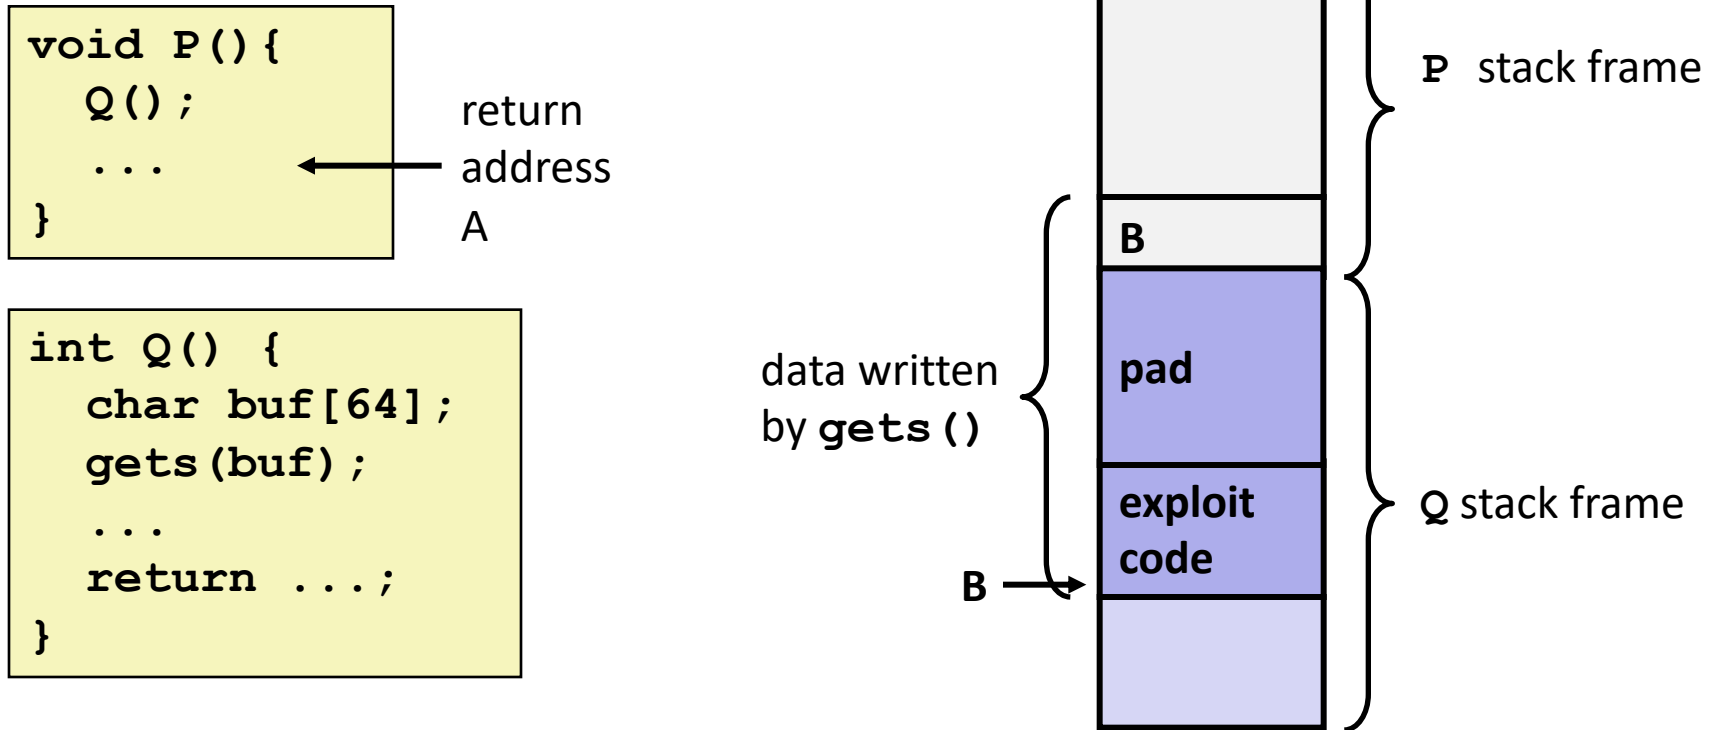 void P(){
  Q();
  ...
}
return
address
A
int Q() {
  char buf[64];
  gets(buf);
  ...
  return ...;
}
P stack frame
B
pad
data written
by gets()
exploit
code
Q stack frame
B